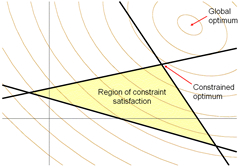 Global
optimum
Constrained
optimum
Region of constraint
satisfaction